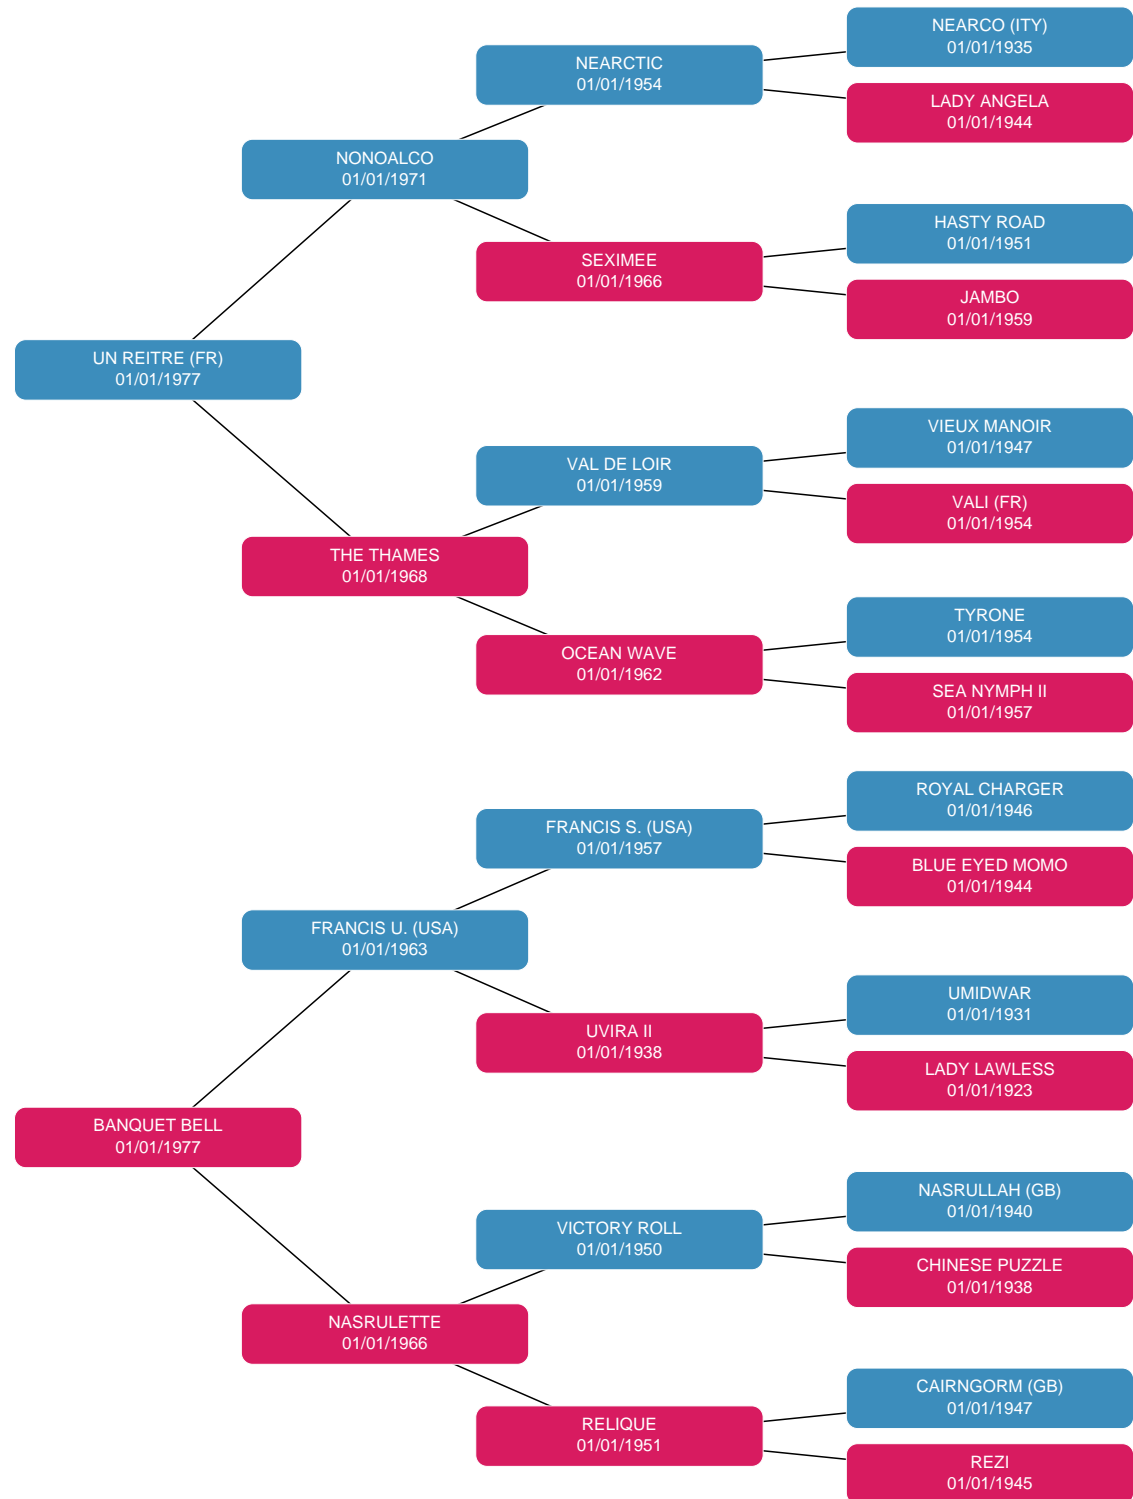 NEARCO (ITY)
01/01/1935
NEARCTIC
01/01/1954
LADY ANGELA
01/01/1944
NONOALCO
01/01/1971
HASTY ROAD
01/01/1951
SEXIMEE
01/01/1966
JAMBO
01/01/1959
UN REITRE (FR)
01/01/1977
VIEUX MANOIR
01/01/1947
VAL DE LOIR
01/01/1959
VALI (FR)
01/01/1954
THE THAMES
01/01/1968
TYRONE
01/01/1954
OCEAN WAVE
01/01/1962
SEA NYMPH II
01/01/1957
ROYAL CHARGER
01/01/1946
FRANCIS S. (USA)
01/01/1957
BLUE EYED MOMO
01/01/1944
FRANCIS U. (USA)
01/01/1963
UMIDWAR
01/01/1931
UVIRA II
01/01/1938
LADY LAWLESS
01/01/1923
BANQUET BELL
01/01/1977
NASRULLAH (GB)
01/01/1940
VICTORY ROLL
01/01/1950
CHINESE PUZZLE
01/01/1938
NASRULETTE
01/01/1966
CAIRNGORM (GB)
01/01/1947
RELIQUE
01/01/1951
REZI
01/01/1945